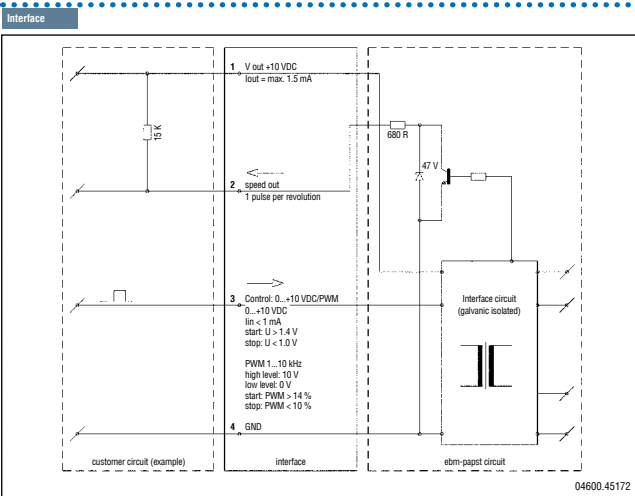 Interface
1 V out +10 VDC
Iout = max. 1.5 mA
15 K
680 R
47 V
2 speed out
1 pulse per revolution
3 Control: 0...+10 VDC/PWM
0...+10 VDC
Iin < 1 mA
start: U > 1.4 V
stop: U < 1.0 V
PWM 1...10 kHz
high level: 10 V
low level: 0 V
start: PWM > 14 %
stop: PWM < 10 %
Interface circuit
(galvanic isolated)
4 GND
customer circuit (example)
interface
ebm-papst circuit
04600.45172